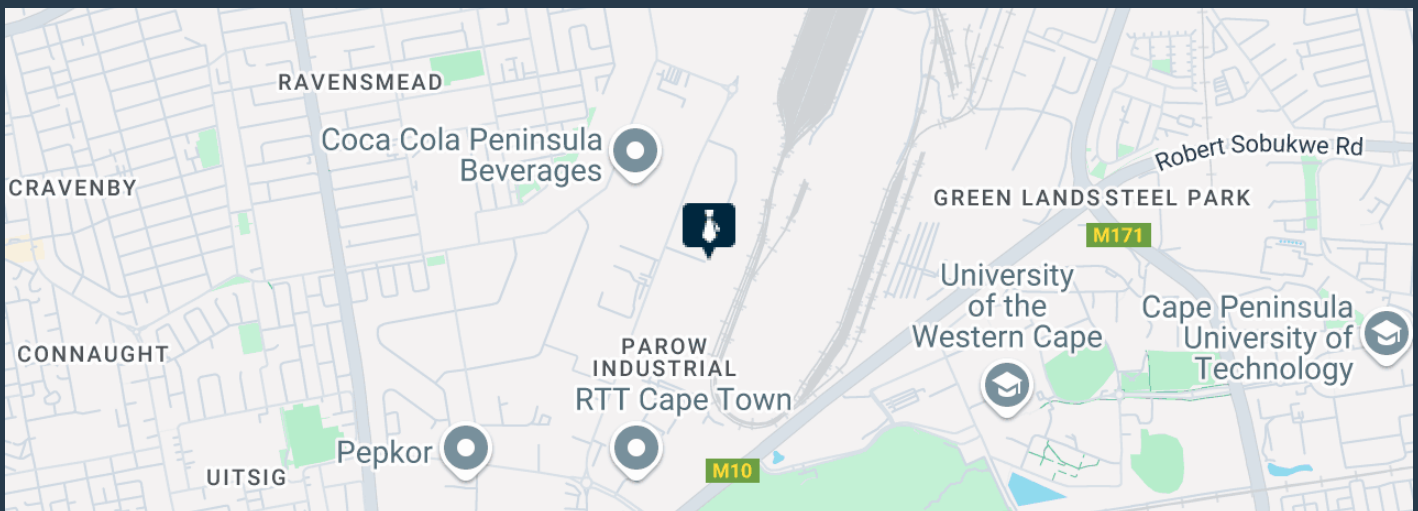 RAVENSMEAD
Coca Cola Peninsula
Beverages
Robert Sobukwe Rd
CRAVENBY
GREEN LANDS
STEEL PARK
M171
University
of the
Western Cape
Cape Peninsula
University of
Technology
CONNAUGHT
PAROW
INDUSTRIAL
RTT Cape Town
Pepkor
M10
UITSIG